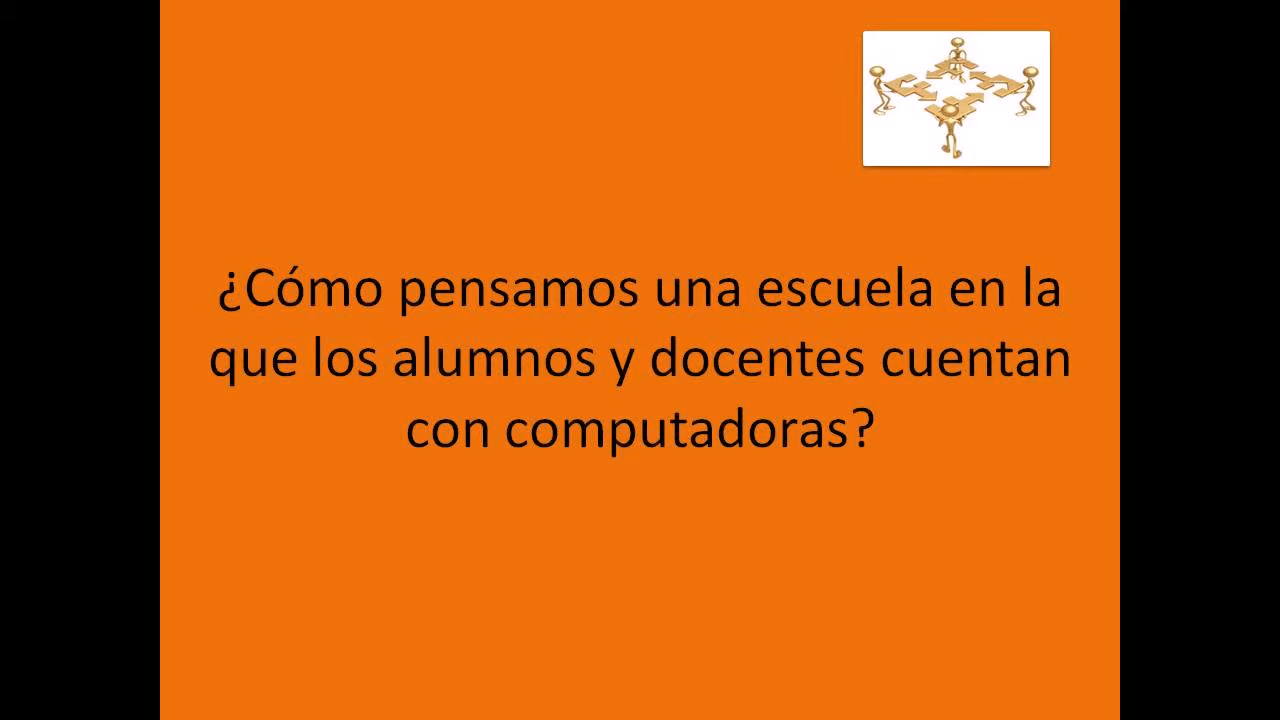 ¿Cómo pensamos una escuela en la
que los alumnos y docentes cuentan
con computadoras?